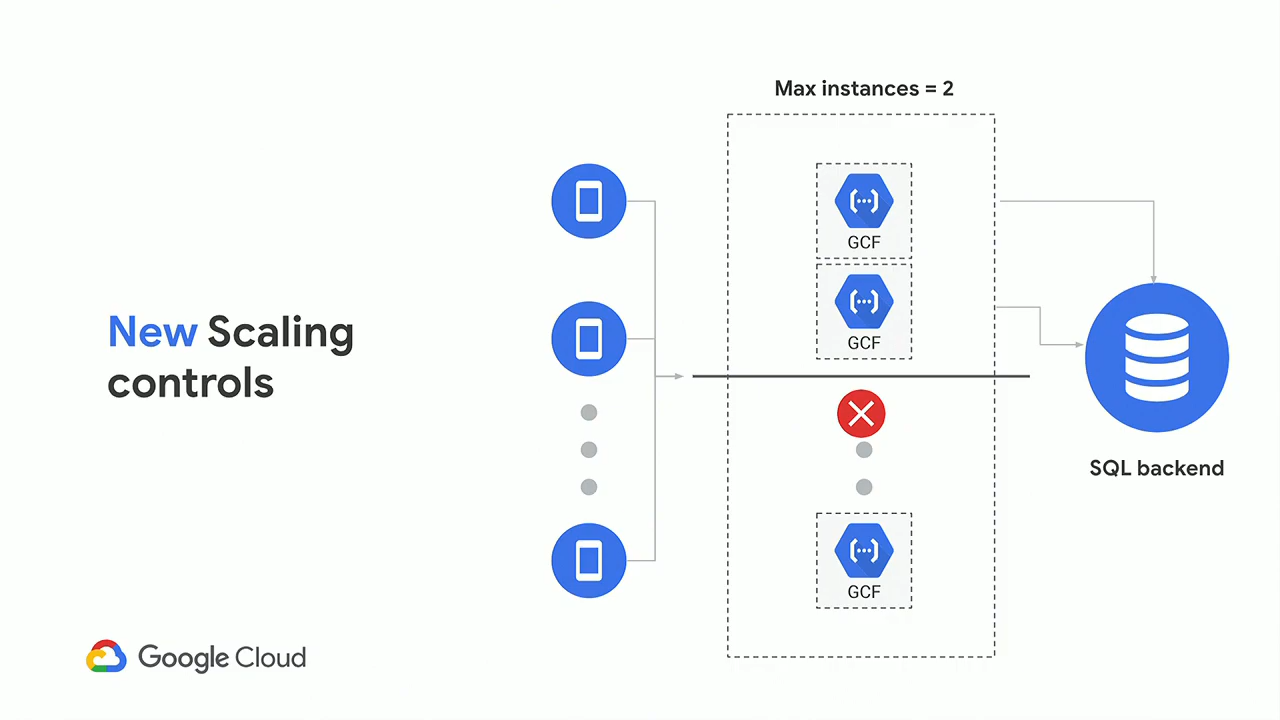 Max instances = 2
GCF
GCF
New Scaling
controls
SQL backend
GCF
Google Cloud